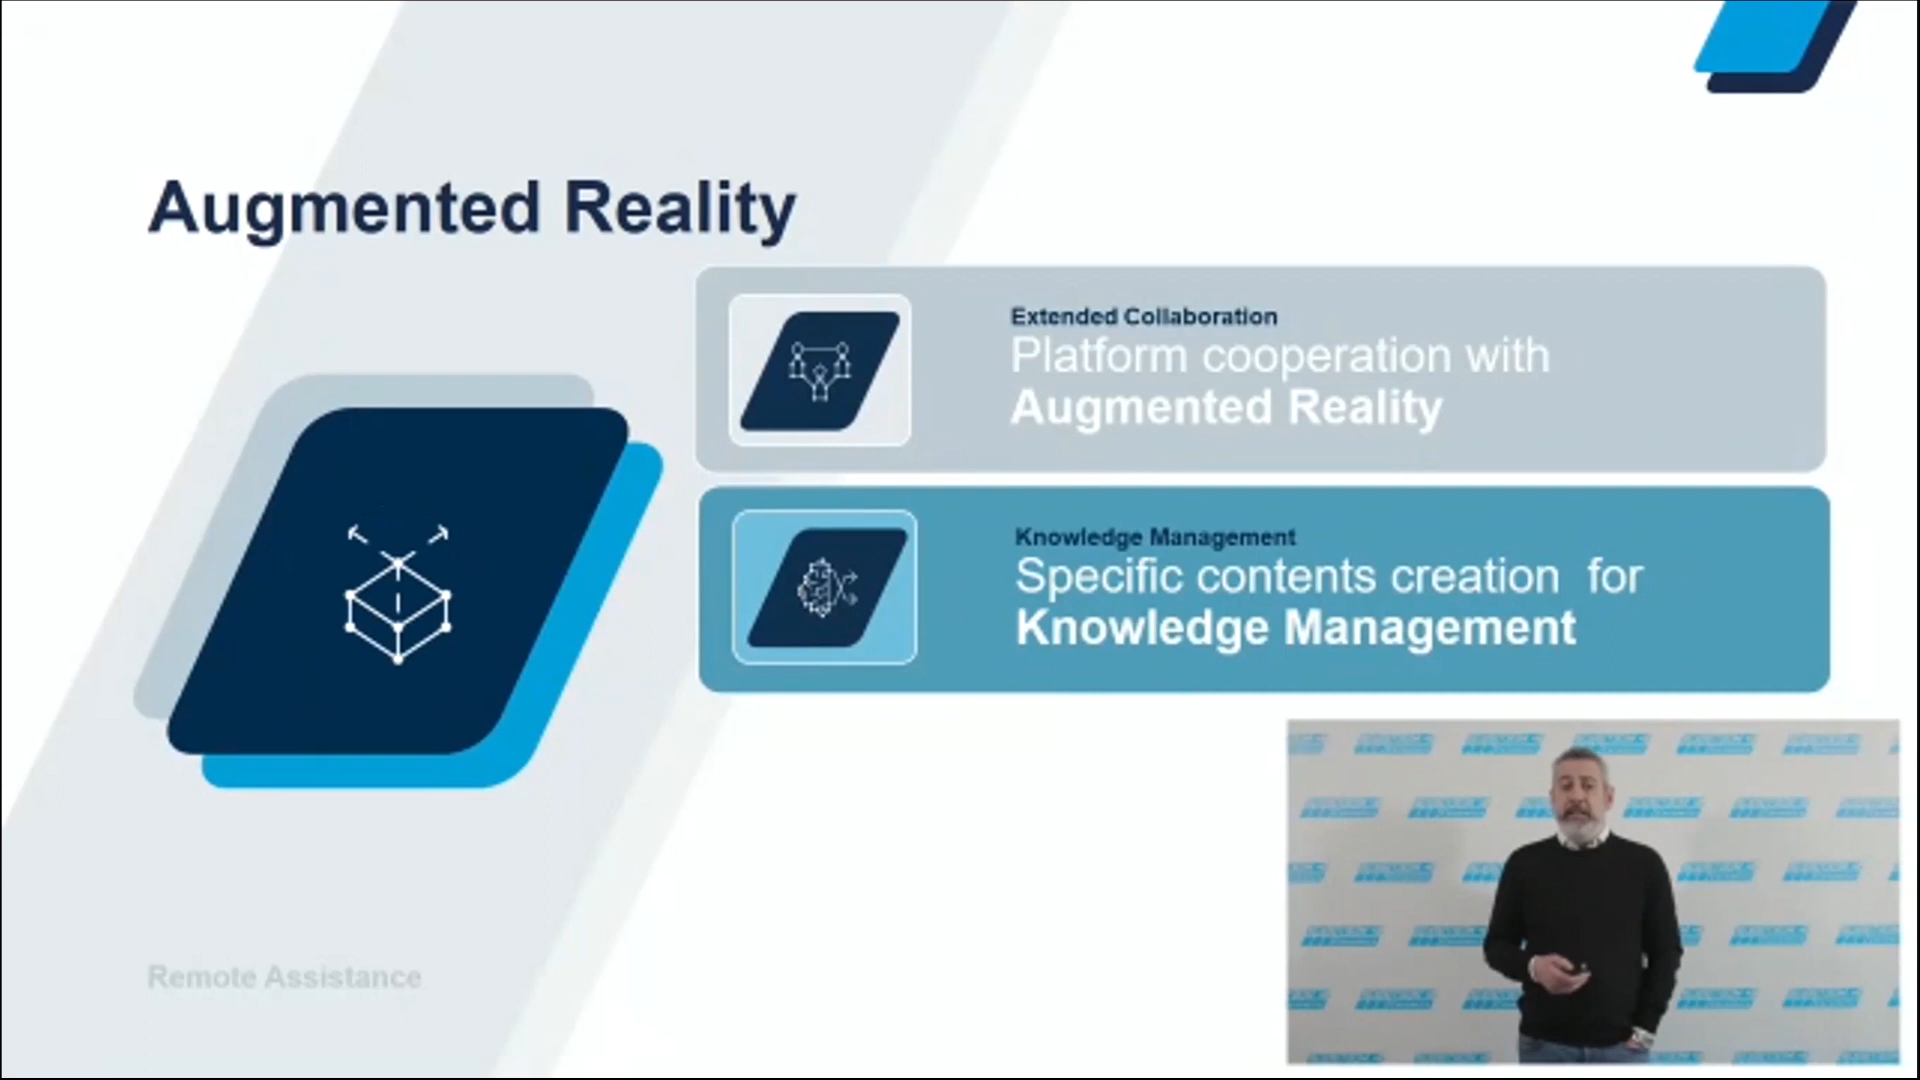 Augmented Reality
Extended Collaboration
Platform cooperation with
Augmented Reality
Knowledge Management
Specific contents creation for
Knowledge Management
Remote Assistance